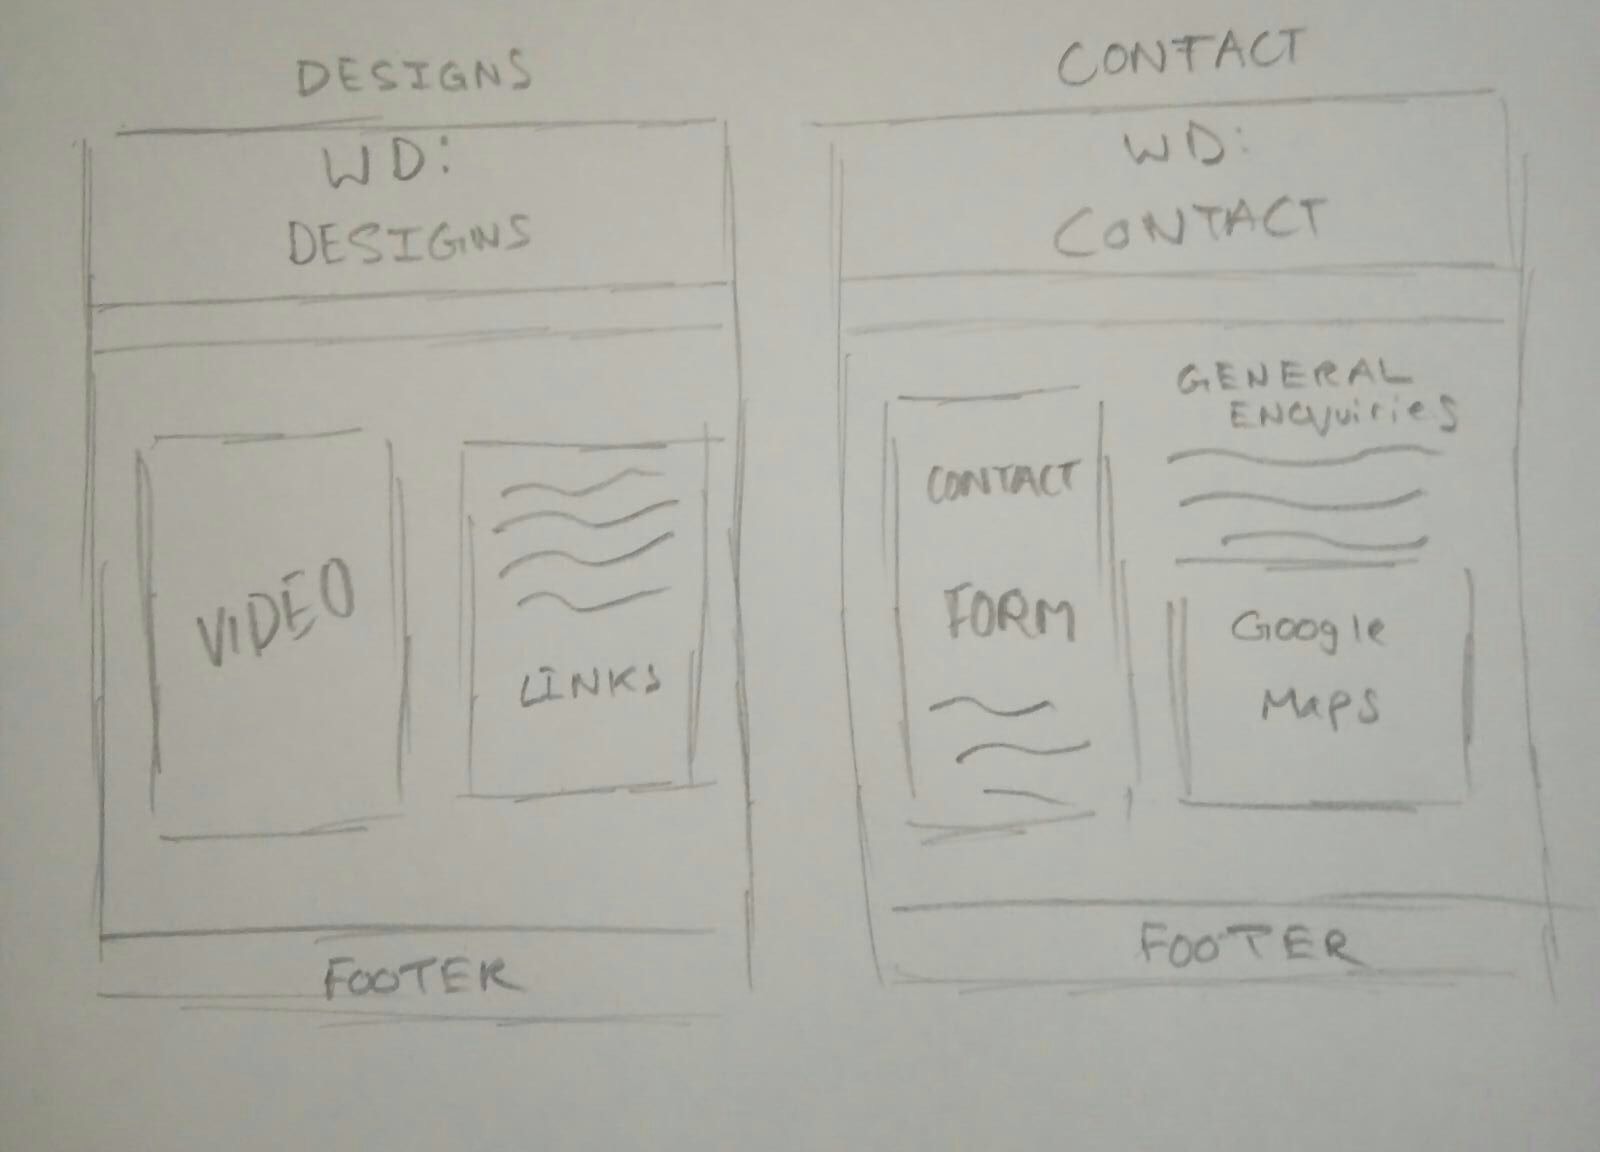 DESIGNS
WD:
DESIGNS
VIDEO
LINKS
FOOTER
CONTACT
WD:
CONTACT
CONTACT
FORM
GENERAL
ENQuiriES
Google
Maps
FOOTER